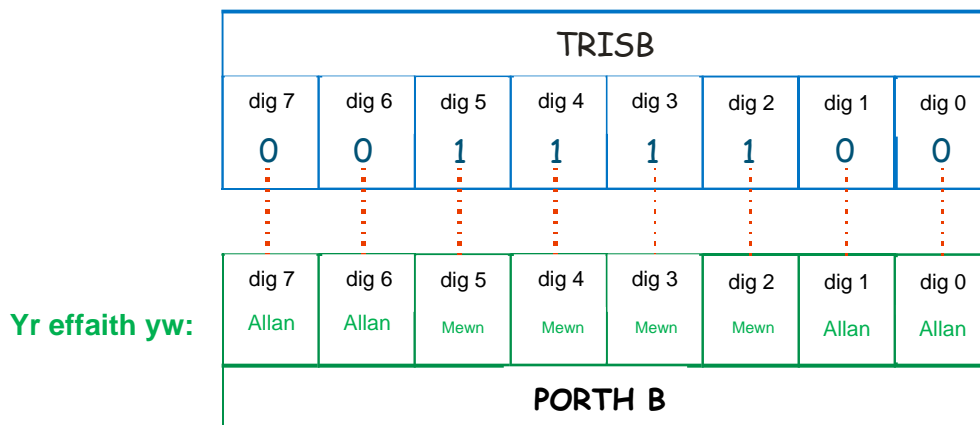 TRISB
dig 7 dig 6 dig 5 dig 4 dig 3 dig 2 dig 1 dig 0
0 0 1 1 1 1 0 0
dig 7 dig 6 dig 5 dig 4 dig 3 dig 2 dig 1 dig 0
Yr effaith yw: Allan Allan Mewn Mewn Mewn Mewn Allan Allan
PORTH B